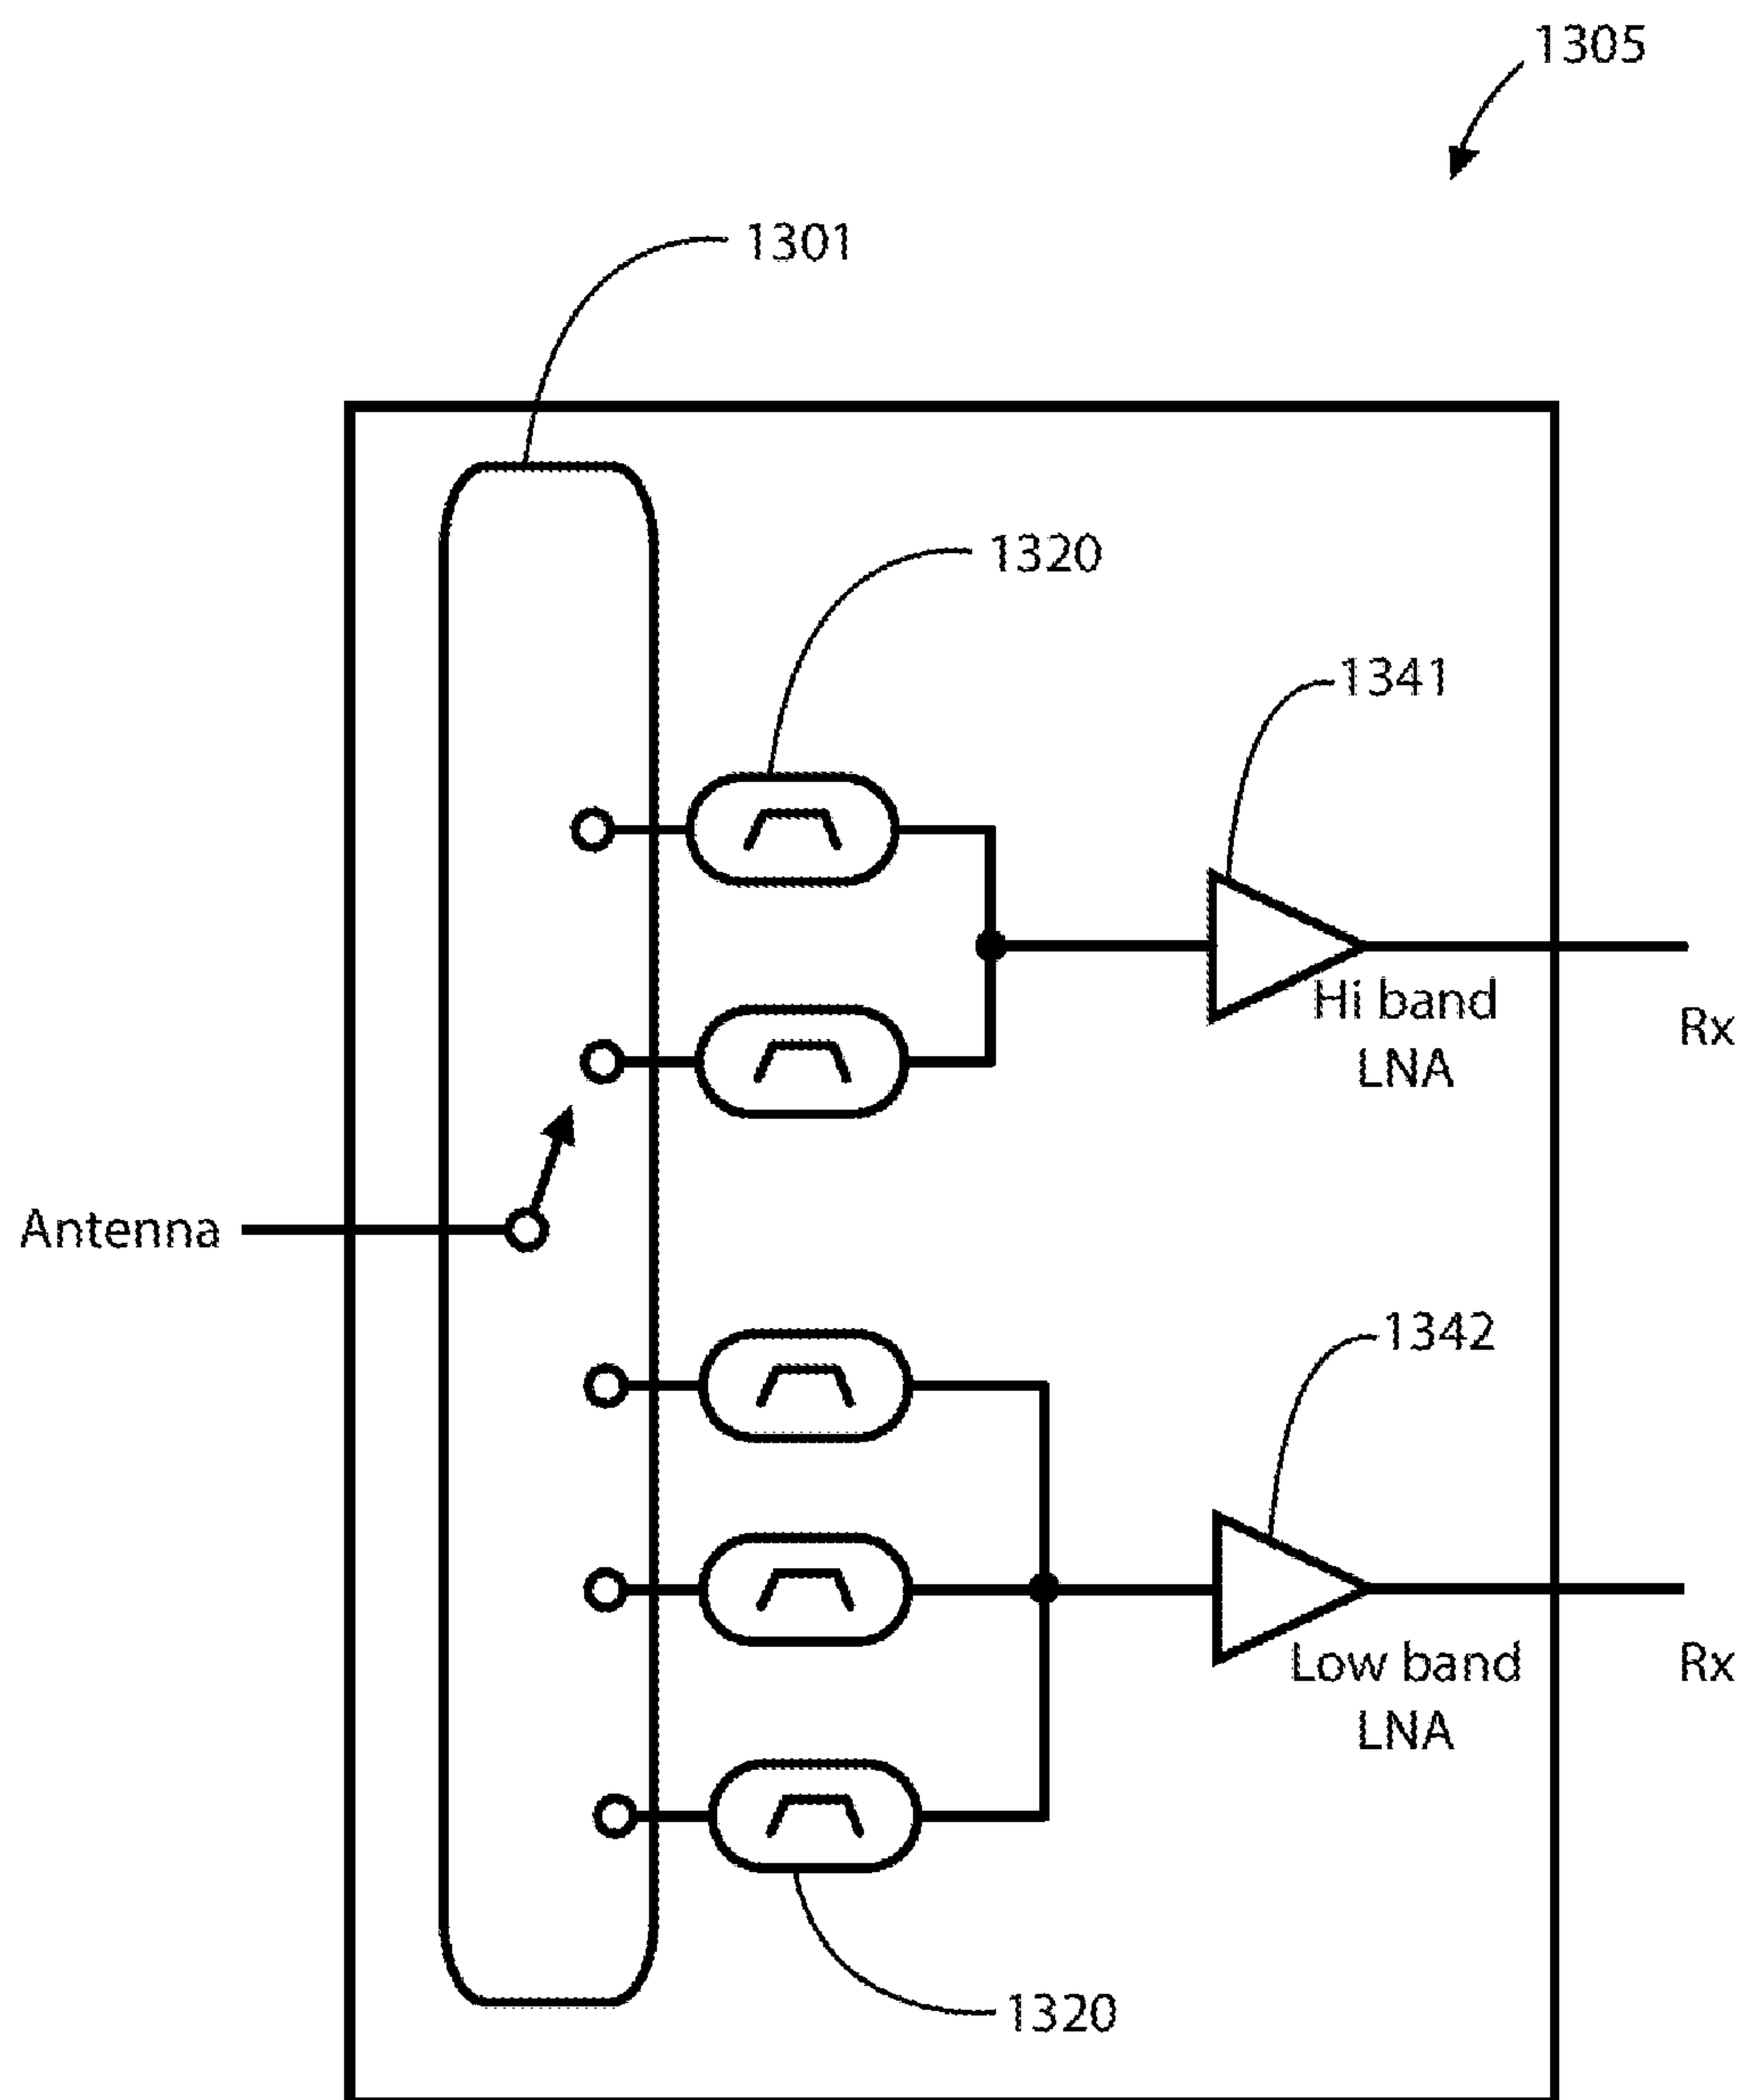 1305
1301
1320
1341
Hi band
LNA
Rx
Antenna
1342
Low band
LNA
Rx
1320